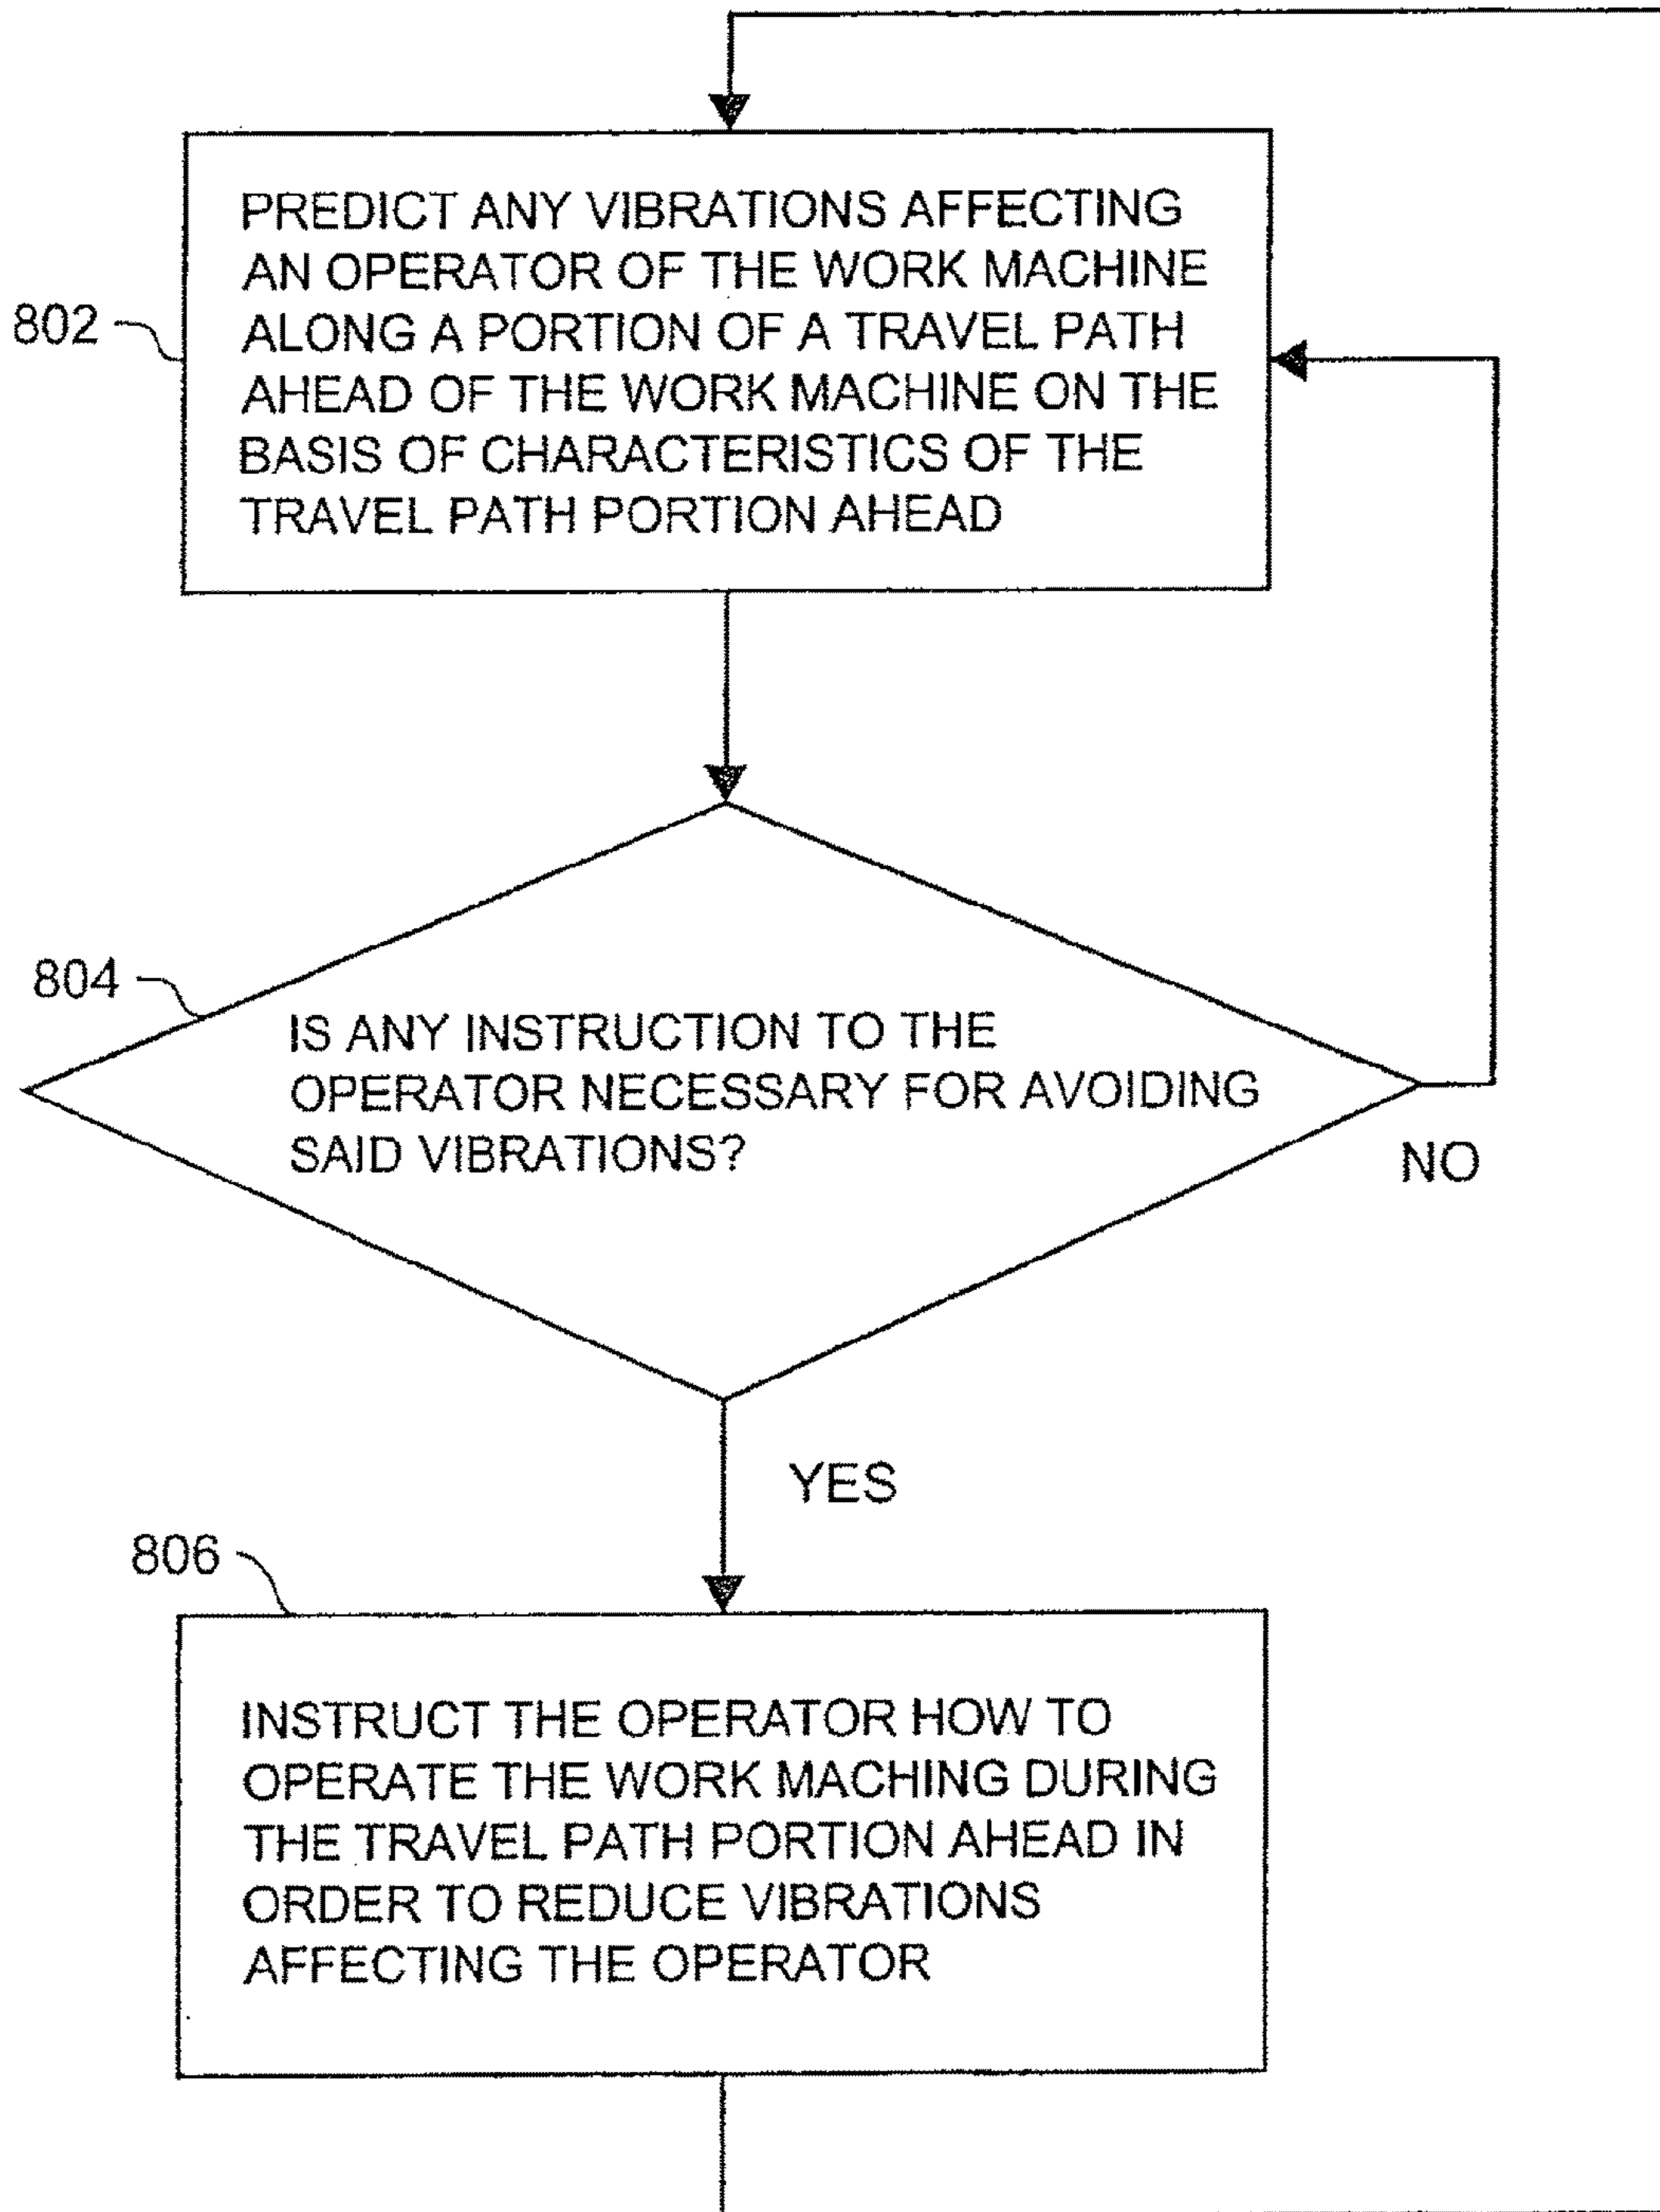 PREDICT ANY VIBRATIONS AFFECTING
AN OPERATOR OF THE WORK MACHINE
ALONG A PORTION OF A TRAVEL PATH
AHEAD OF THE WORK MACHINE ON THE
BASIS OF CHARACTERISTICS OF THE
TRAVEL PATH PORTION AHEAD
802
804
IS ANY INSTRUCTION TO THE
OPERATOR NECESSARY FOR AVOIDING
SAID VIBRATIONS?
NO
YES
806
INSTRUCT THE OPERATOR HOW TO
OPERATE THE WORK MACHING DURING
THE TRAVEL PATH PORTION AHEAD IN
ORDER TO REDUCE VIBRATIONS
AFFECTING THE OPERATOR